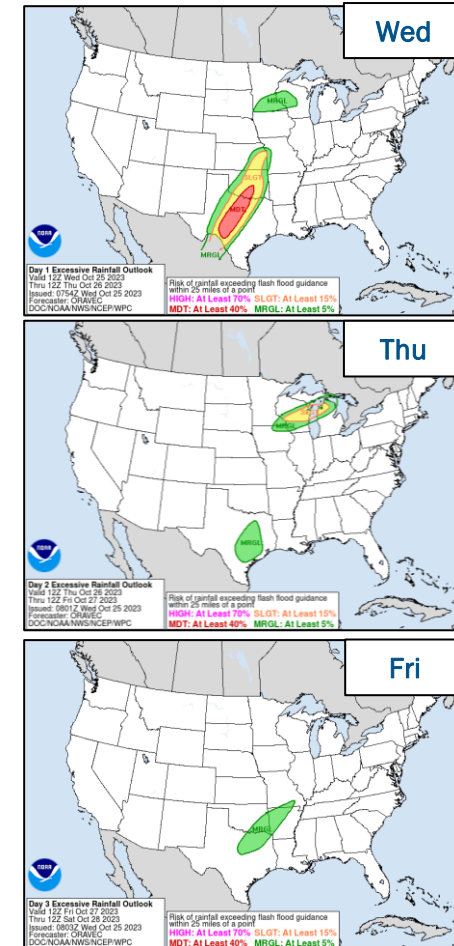 Wed
MRGL
SLGT
MDT
MRGL
NOAA
Day 1 Excessive Rainfall Outlook
Valid 12Z Wed Oct 25 2023
Thru 12Z Thu Oct 26 2023
Issued: 0754Z Wed Oct 25 2023
Forecaster: ORAVEC
DOC/NOAA/NWS/NCEP/WPC
Risk of rainfall exceeding flash flood guidance
within 25 miles of a point
HIGH: At Least 70% SLGT: At Least 15%
MDT: At Least 40% MRGL: At Least 5%
Thu
SLGT
MRGL
MRGL
NOAA
Day 2 Excessive Rainfall Outlook
Valid 12Z Thu Oct 26 2023
Thru 12Z Fri Oct 27 2023
Issued: 0801Z Wed Oct 25 2023
Forecaster: ORAVEC
DOC/NOAA/NWS/NCEP/WPC
Risk of rainfall exceeding flash flood guidance
within 25 miles of a point
HIGH: At Least 70% SLGT: At Least 15%
MDT: At Least 40% MRGL: At Least 5%
Fri
MRGL
NOAA
Day 3 Excessive Rainfall Outlook
Valid 12Z Fri Oct 27 2023
Thru 12Z Sat Oct 28 2023
Issued: 0803Z Wed Oct 25 2023
Forecaster: ORAVEC
DOC/NOAA/NWS/NCEP/WPC
Risk of rainfall exceeding flash flood guidance
within 25 miles of a point
HIGH: At Least 70% SLGT: At Least 15%
MDT: At Least 40% MRGL: At Least 5%